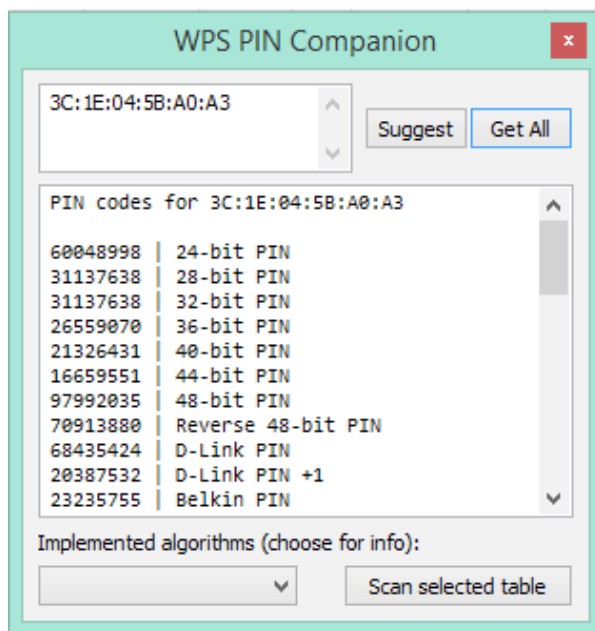 WPS PIN Companion
x
3C:1E:04:5B:A0:A3
Suggest
Get All
PIN codes for 3C:1E:04:5B:A0:A3
60048998 | 24-bit PIN
31137638 | 28-bit PIN
31137638 | 32-bit PIN
26559070 | 36-bit PIN
21326431 | 40-bit PIN
16659551 | 44-bit PIN
97992035 | 48-bit PIN
70913880 | Reverse 48-bit PIN
68435424 | D-Link PIN
20387532 | D-Link PIN +1
23235755 | Belkin PIN
Implemented algorithms (choose for info):
Scan selected table